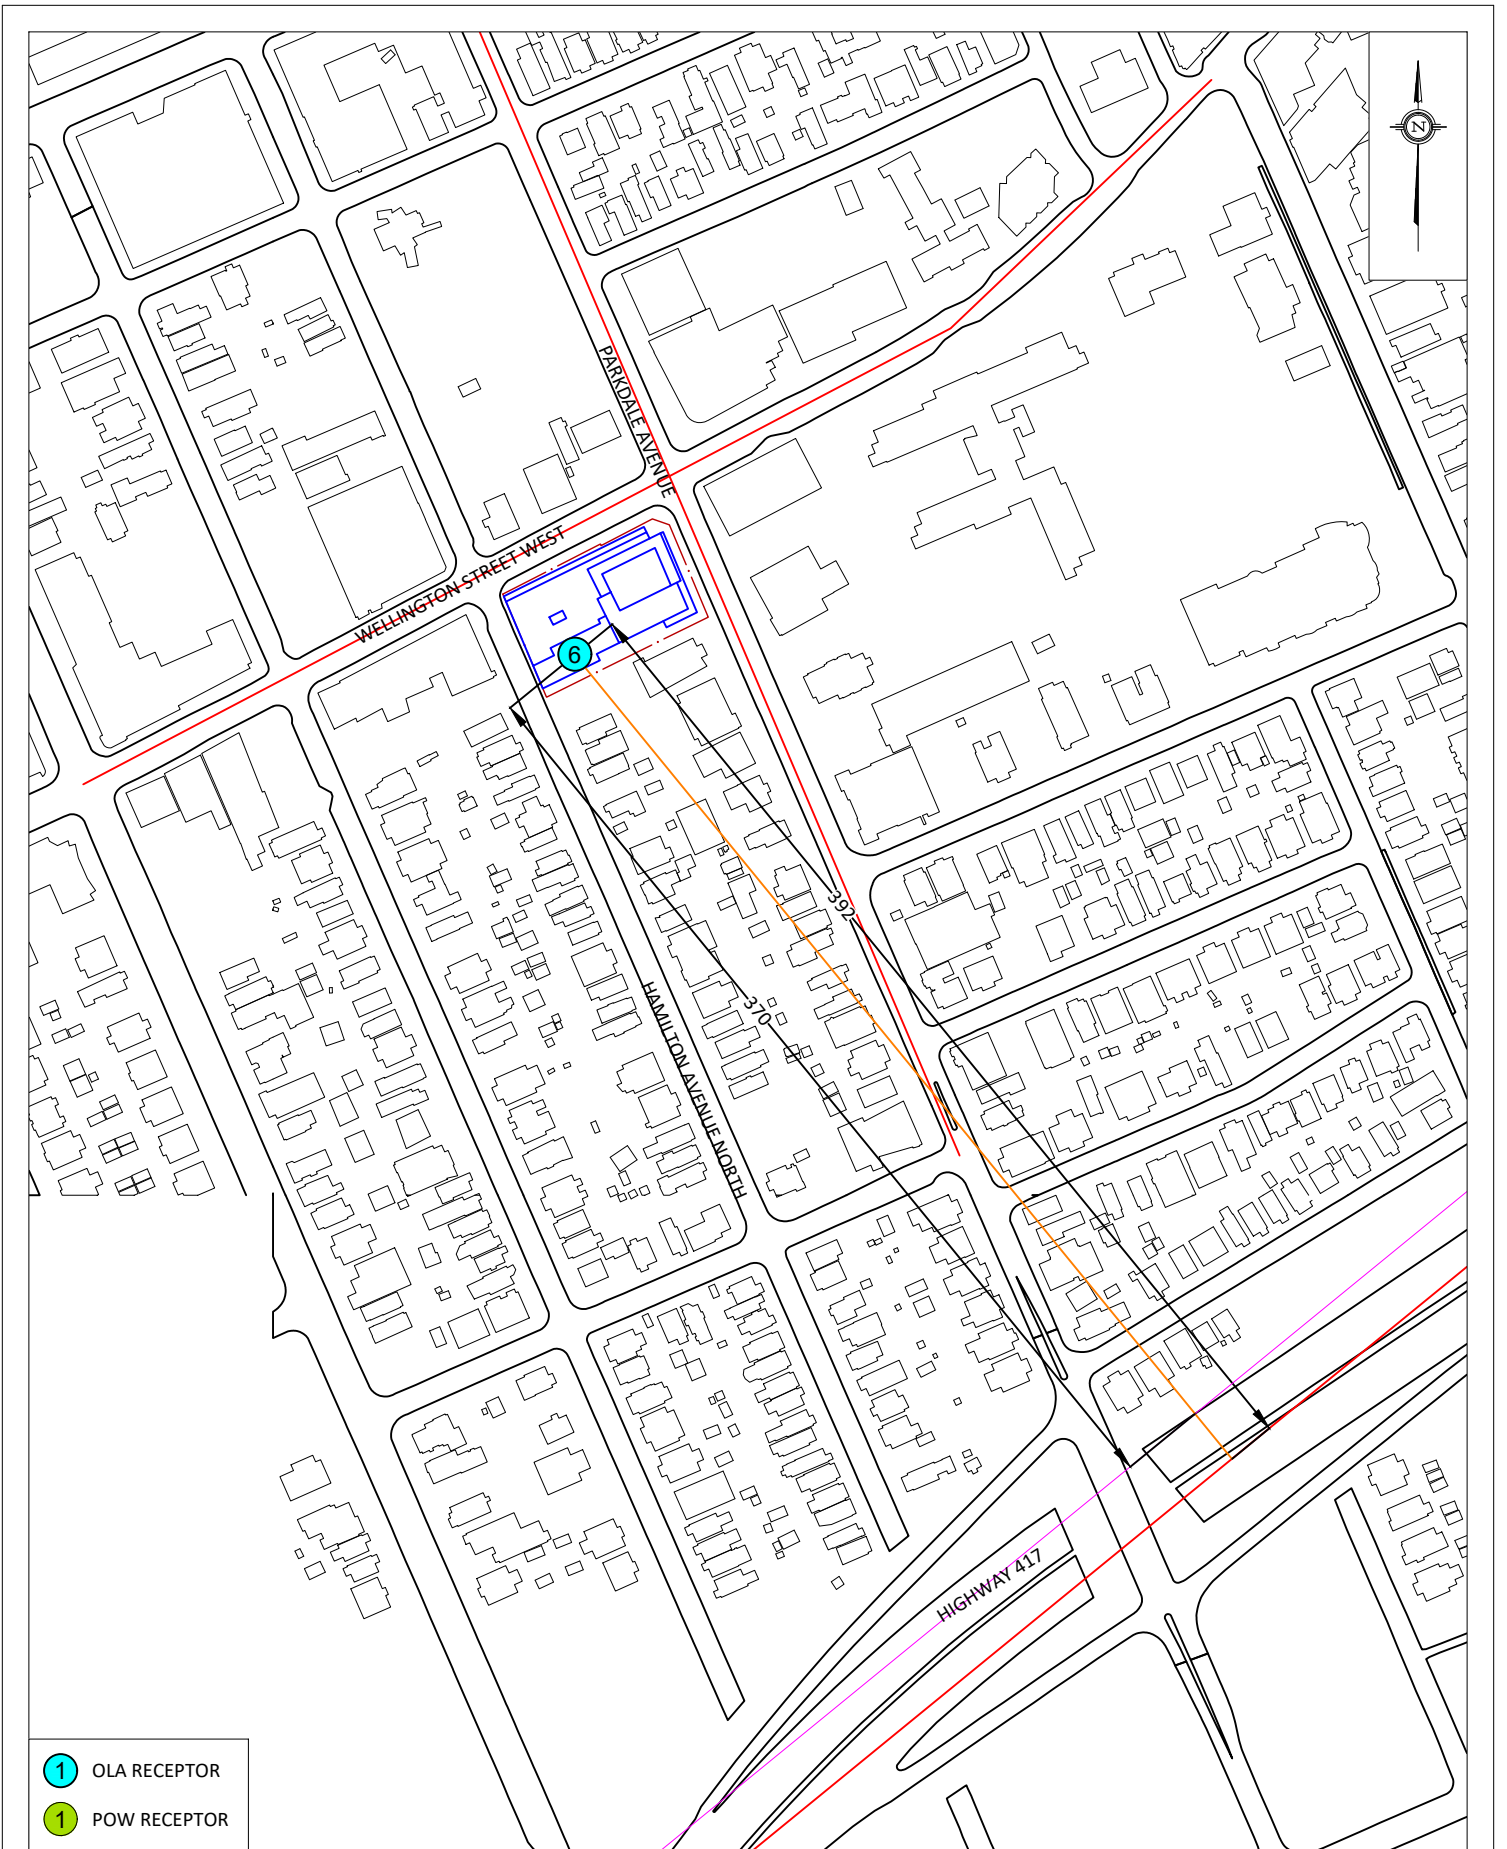 N
PARKDALE AVENUE
WELLINGTON STREET WEST
6
392
370
HAMILTON AVENUE NORTH
HIGHWAY 417
1 OLA RECEPTOR
1 POW RECEPTOR